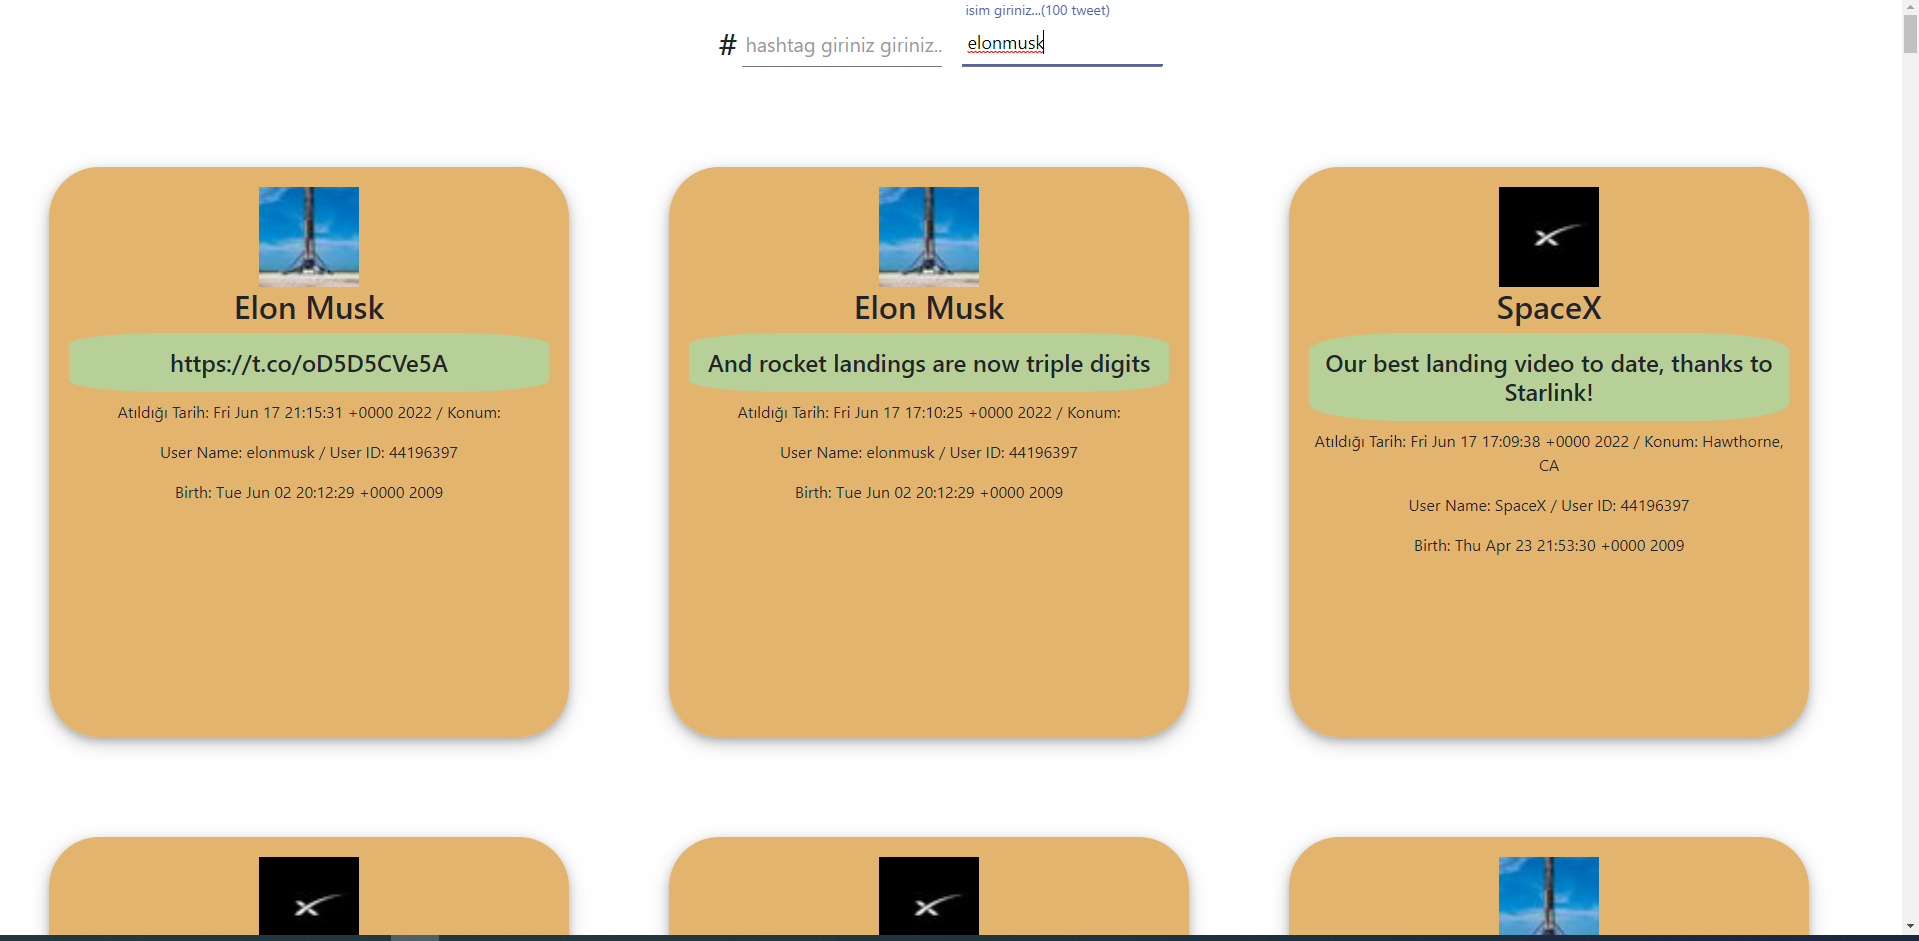 isim giriniz...(100 tweet)
# hashtag giriniz giriniz.. elonmusk
Elon Musk
https://t.co/oD5D5CVe5A
Atıldığı Tarih: Fri Jun 17 21:15:31 +0000 2022 / Konum:
User Name: elonmusk / User ID: 44196397
Birth: Tue Jun 02 20:12:29 +0000 2009
Elon Musk
And rocket landings are now triple digits
Atıldığı Tarih: Fri Jun 17 17:10:25 +0000 2022 / Konum:
User Name: elonmusk / User ID: 44196397
Birth: Tue Jun 02 20:12:29 +0000 2009
SpaceX
Our best landing video to date, thanks to
Starlink!
Atıldığı Tarih: Fri Jun 17 17:09:38 +0000 2022 / Konum: Hawthorne,
CA
User Name: SpaceX / User ID: 44196397
Birth: Thu Apr 23 21:53:30 +0000 2009